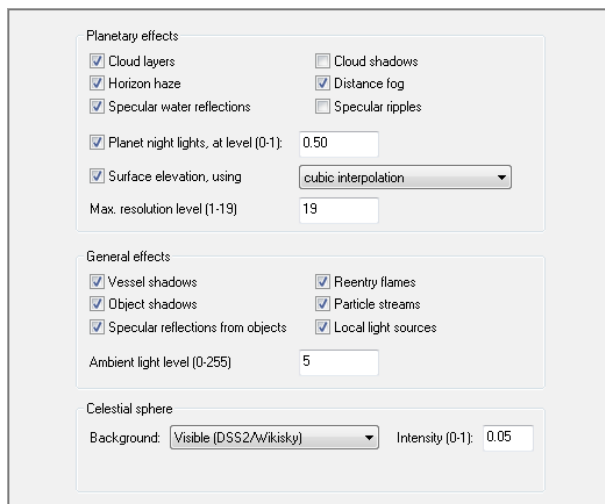 Planetary effects
Cloud layers Cloud shadows
Horizon haze Distance fog
Specular water reflections Specular ripples
Planet night lights, at level (0-1): 0.50
Surface elevation, using cubic interpolation
Max. resolution level (1-19) 19
General effects
Vessel shadows Reentry flames
Object shadows Particle streams
Specular reflections from objects Local light sources
Ambient light level (0-255) 5
Celestial sphere
Background: Visible (DSS2/Wikisky) Intensity (0-1): 0.05